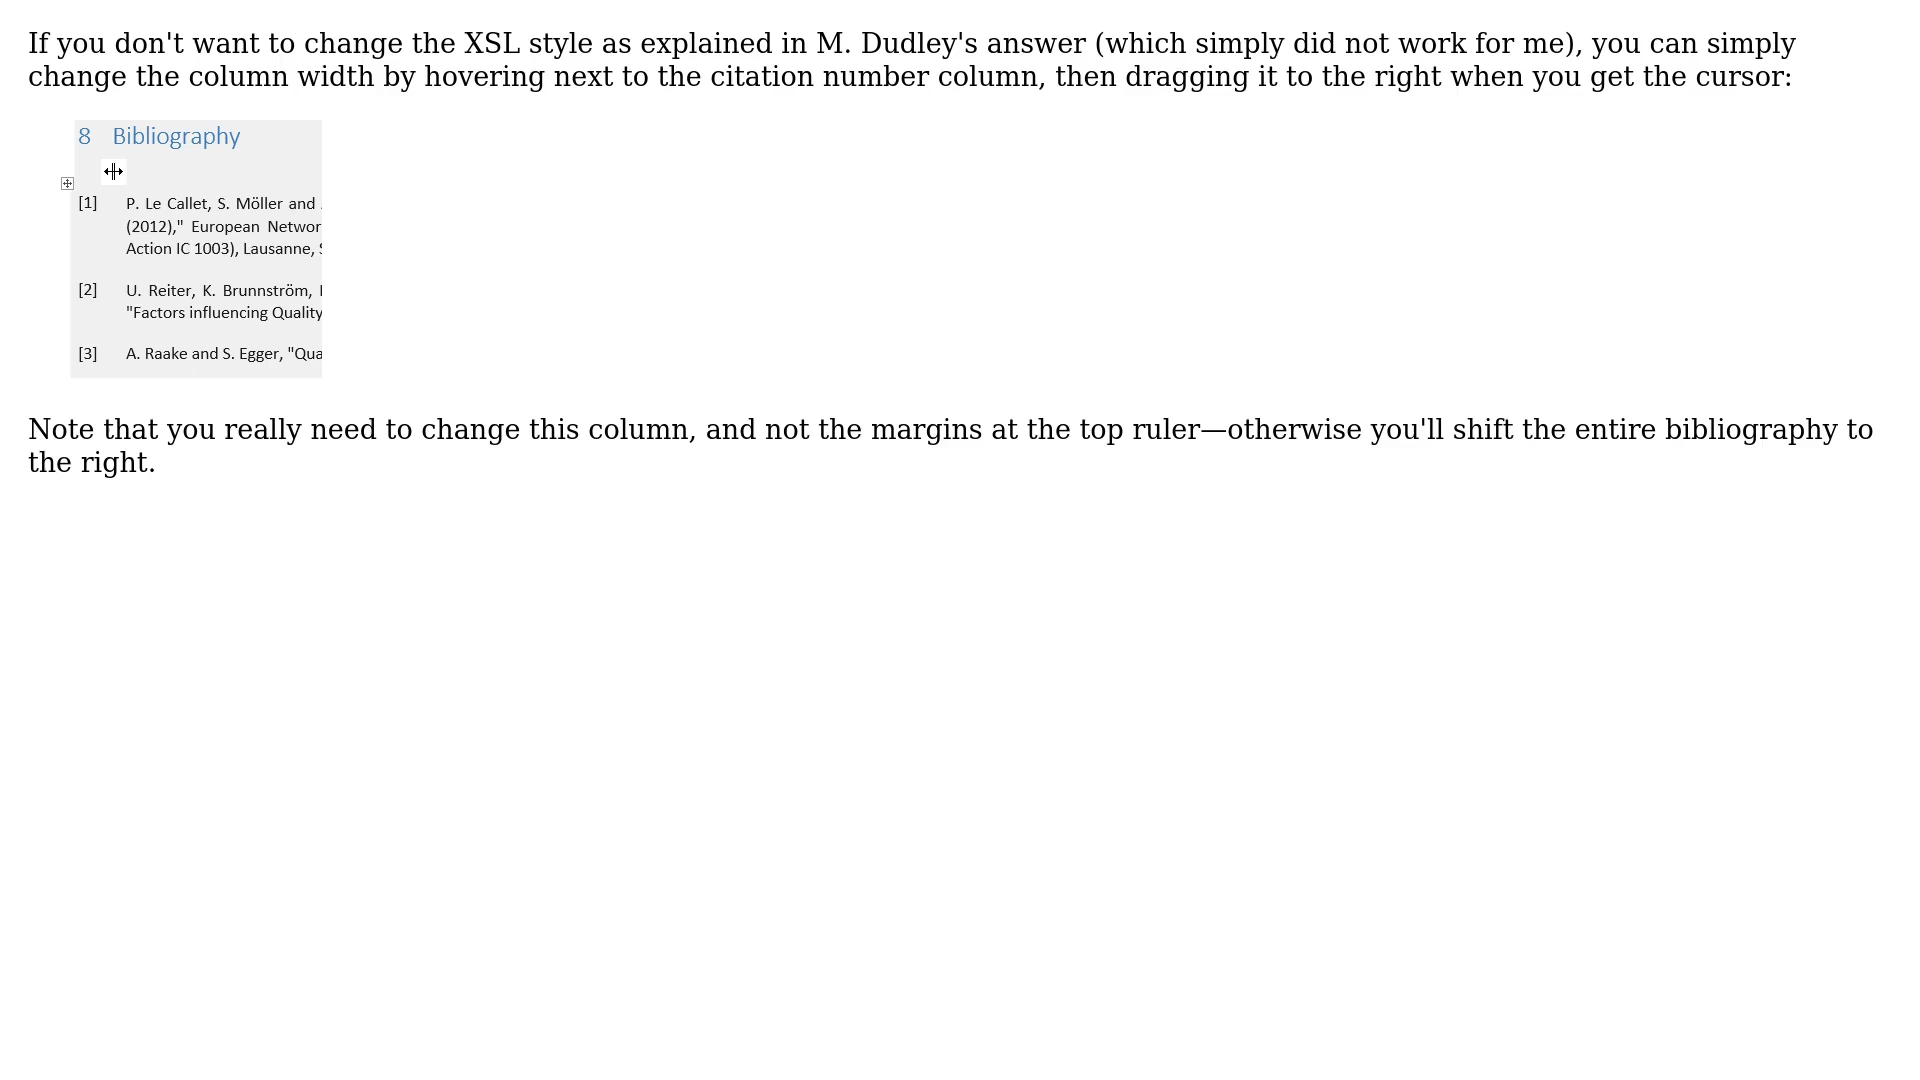 If you don't want to change the XSL style as explained in M. Dudley's answer (which simply did not work for me), you can simply
change the column width by hovering next to the citation number column, then dragging it to the right when you get the cursor:
8 Bibliography
[1] P. Le Callet, S. Möller and
(2012)," European Networ
Action IC 1003), Lausanne,
[2] U. Reiter, K. Brunnström,
"Factors influencing Quality
[3] A. Raake and S. Egger, "Qua
Note that you really need to change this column, and not the margins at the top ruler—otherwise you'll shift the entire bibliography to
the right.